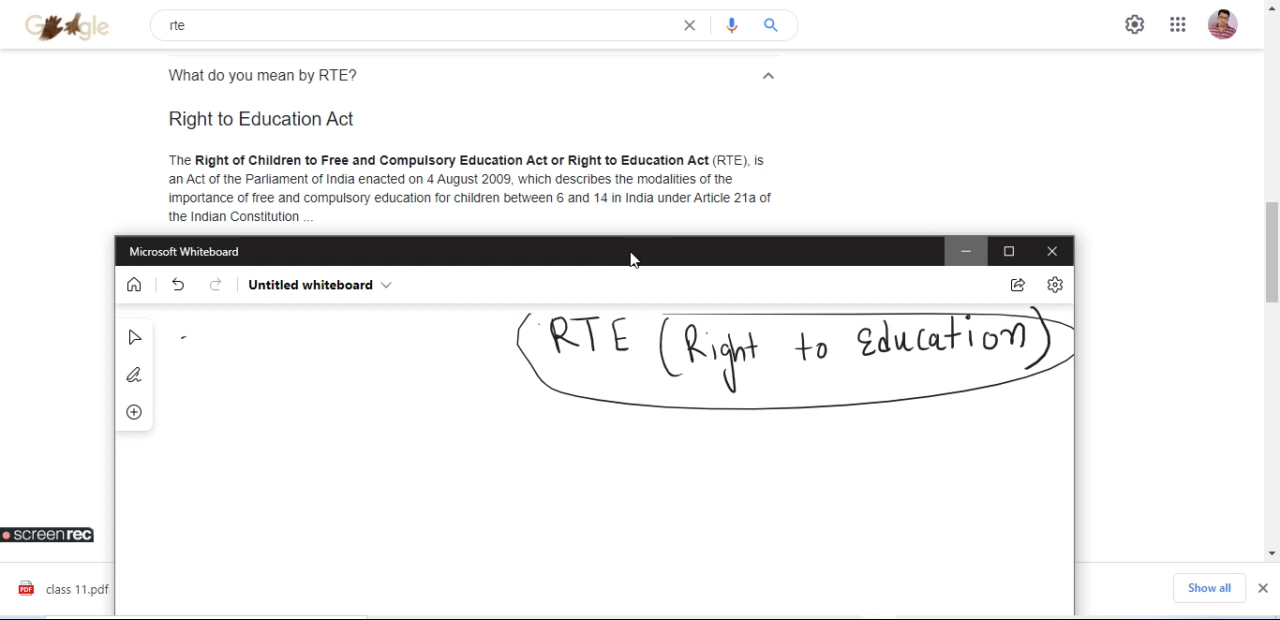 Google
rte
What do you mean by RTE?
Right to Education Act
The Right of Children to Free and Compulsory Education Act or Right to Education Act (RTE), is
an Act of the Parliament of India enacted on 4 August 2009, which describes the modalities of the
importance of free and compulsory education for children between 6 and 14 in India under Article 21a of
the Indian Constitution ...
Microsoft Whiteboard
Untitled whiteboard
RTE (Right to Education)
screenrec
PDF
class 11.pdf
Show all